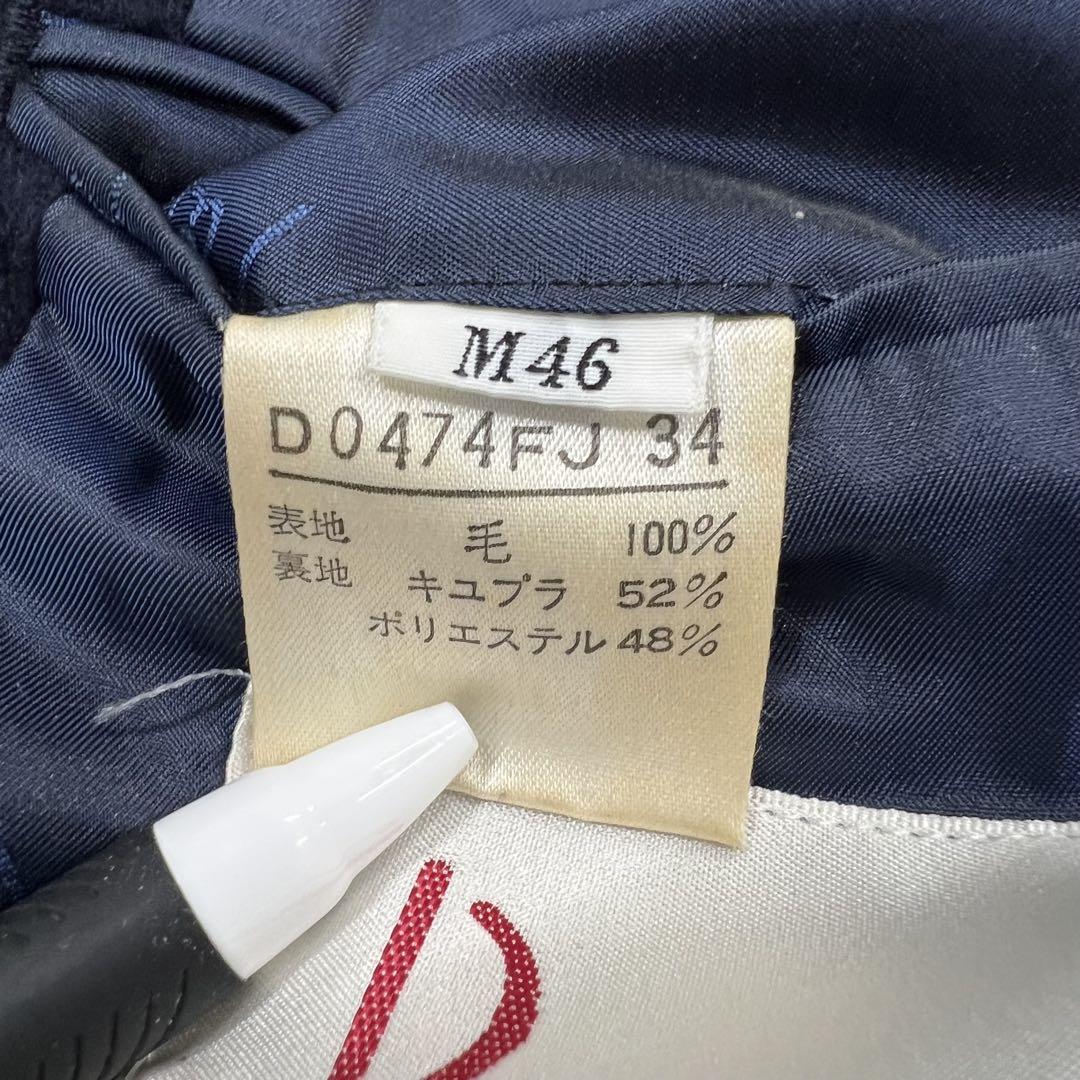 M46
D0474FJ 34
表地 毛 100%
裏地 キユプラ 52%
ポリエステル 48%